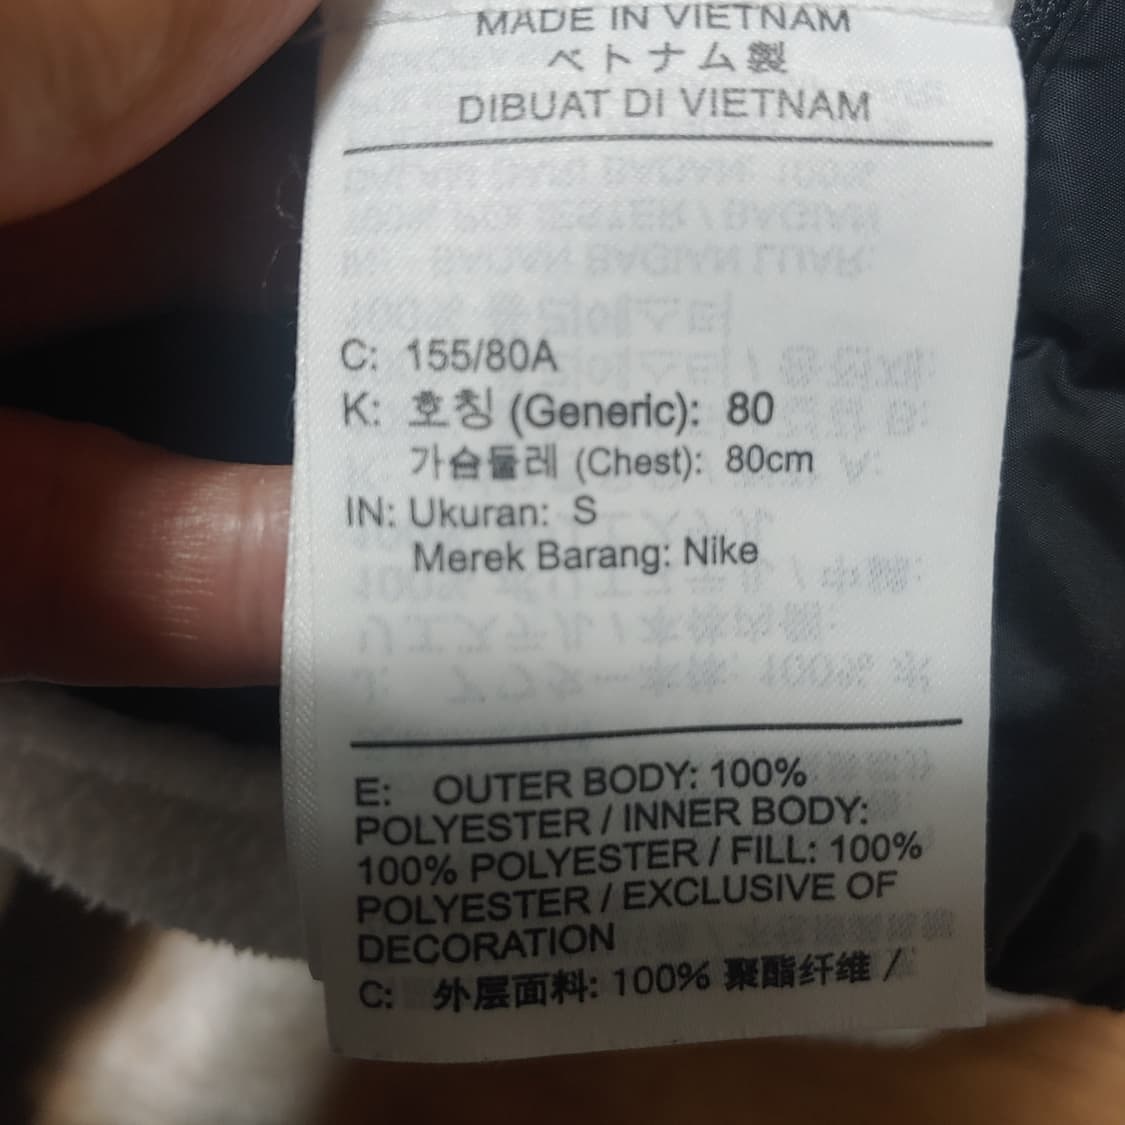 MADE IN VIETNAM
ベトナム製
DIBUAT DI VIETNAM
C: 155/80A
K: 호칭 (Generic): 80
가슴둘레 (Chest): 80cm
IN: Ukuran: S
Merek Barang: Nike
E: OUTER BODY: 100%
POLYESTER / INNER BODY:
100% POLYESTER / FILL: 100%
POLYESTER / EXCLUSIVE OF
DECORATION
C: 外层面料: 100% 聚酯纤维 /